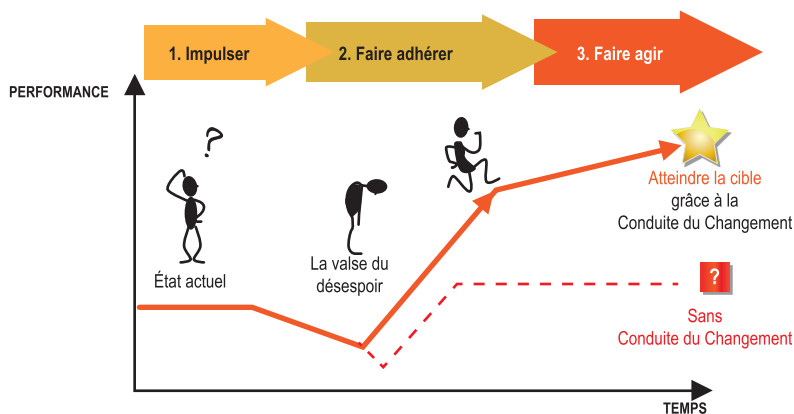 1. Impulser
2. Faire adhérer
3. Faire agir
PERFORMANCE
?
État actuel
La valse du
désespoir
Atteindre la cible
grâce à la
Conduite du Changement
?
Sans
Conduite du Changement
TEMPS